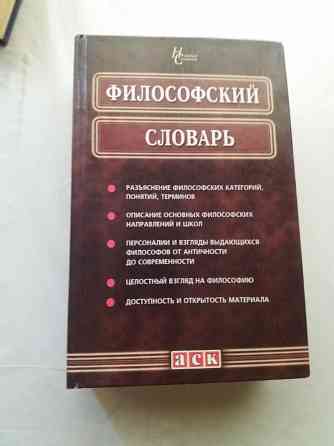 ФИЛОСОФСКИЙ
СЛОВАРЬ
РАЗЪЯСНЕНИЕ ФИЛОСОФСКИХ КАТЕГОРИЙ,
ПОНЯТИЙ, ТЕРМИНОВ
ОПИСАНИЕ ОСНОВНЫХ ФИЛОСОФСКИХ
НАПРАВЛЕНИЙ И ШКОЛ
ПЕРСОНАЛИИ И ВЗГЛЯДЫ ВЫДАЮЩИХСЯ
ФИЛОСОФОВ ОТ АНТИЧНОСТИ
ДО СОВРЕМЕННОСТИ
ЦЕЛОСТНЫЙ ВЗГЛЯД НА ФИЛОСОФИЮ
ДОСТУПНОСТЬ И ОТКРЫТОСТЬ МАТЕРИАЛА
аск